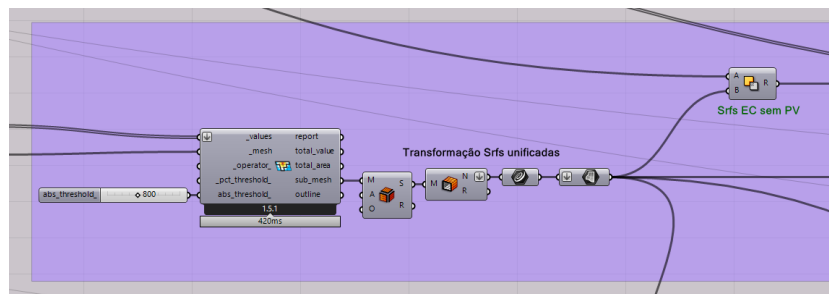 A
B
R
Srfs EC sem PV
_values
report
_mesh
total_value
_operator_
total_area
_pct_threshold_
sub_mesh
abs_threshold_
outline
1.5.1
420ms
abs_threshold_
800
Transformação Srfs unificadas
M
A
O
S
R
M
N
R